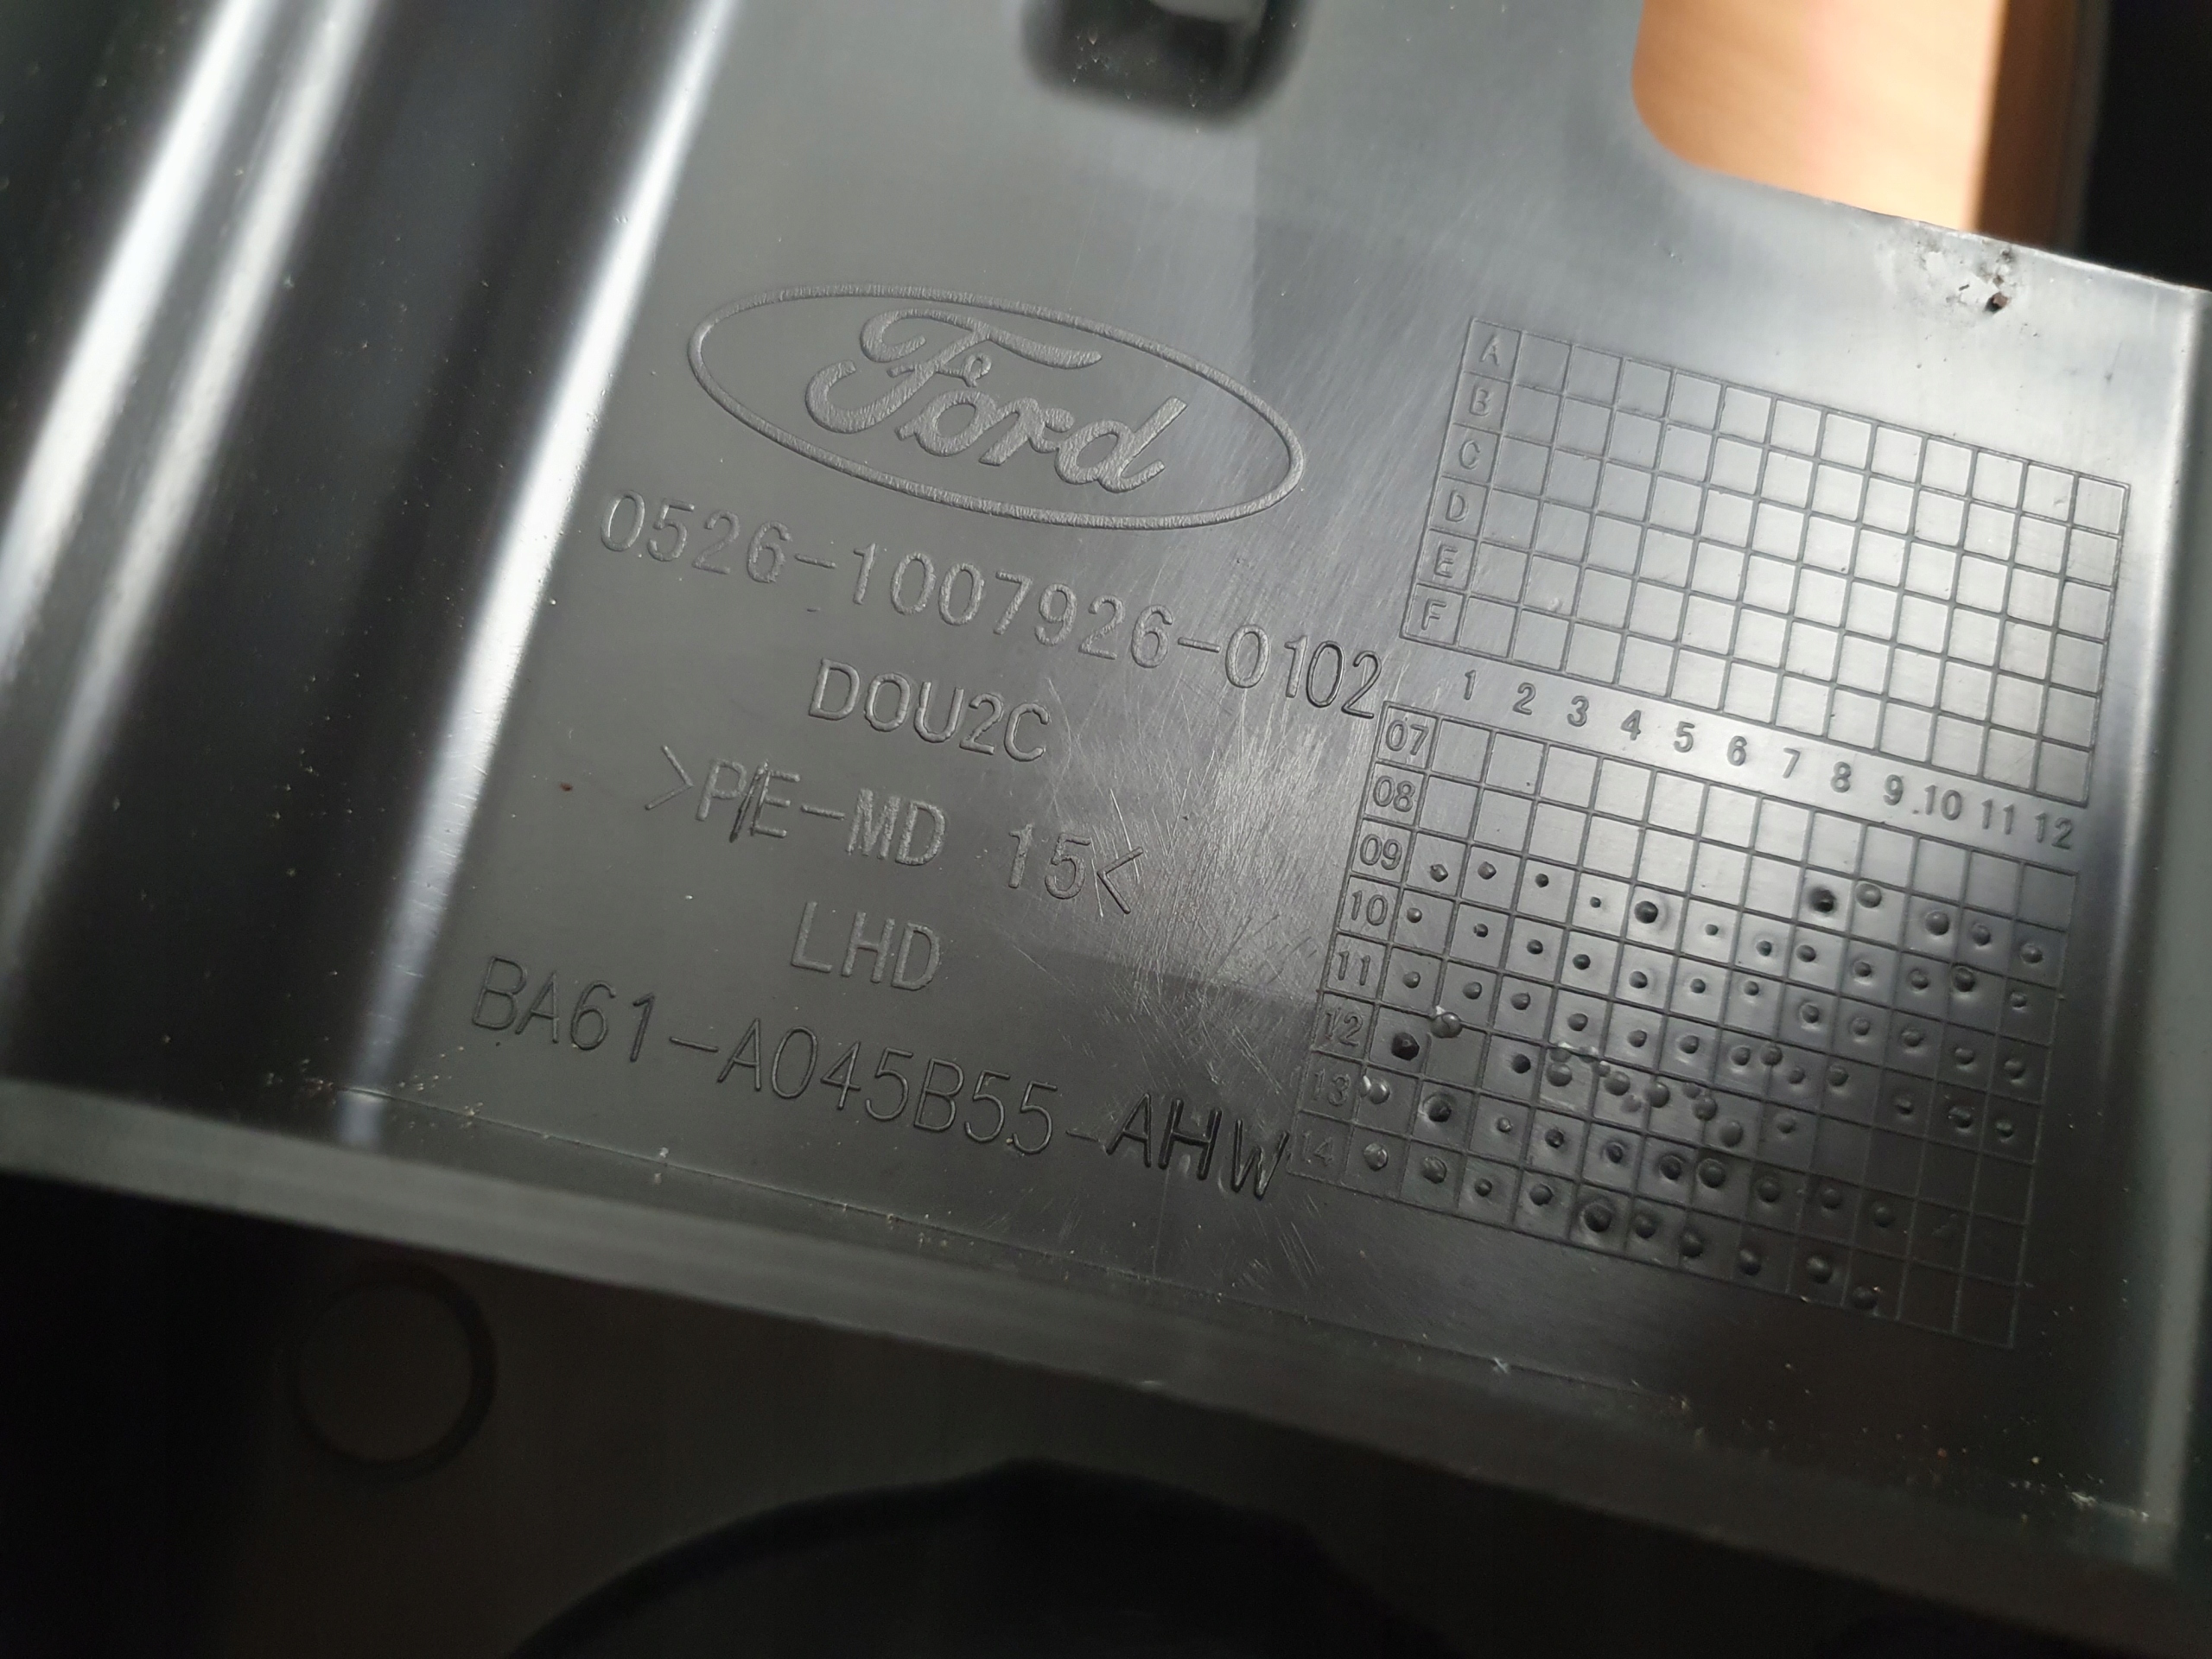 Ford
0526-1007926-0102
D0U2C
>P/E-MD 15<
LHD
BA61-A045B55-AHW
A
B
C
D
E
F
1 2 3 4 5 6 7 8 9 10 11 12
07
08
09
10
11
12
13
14